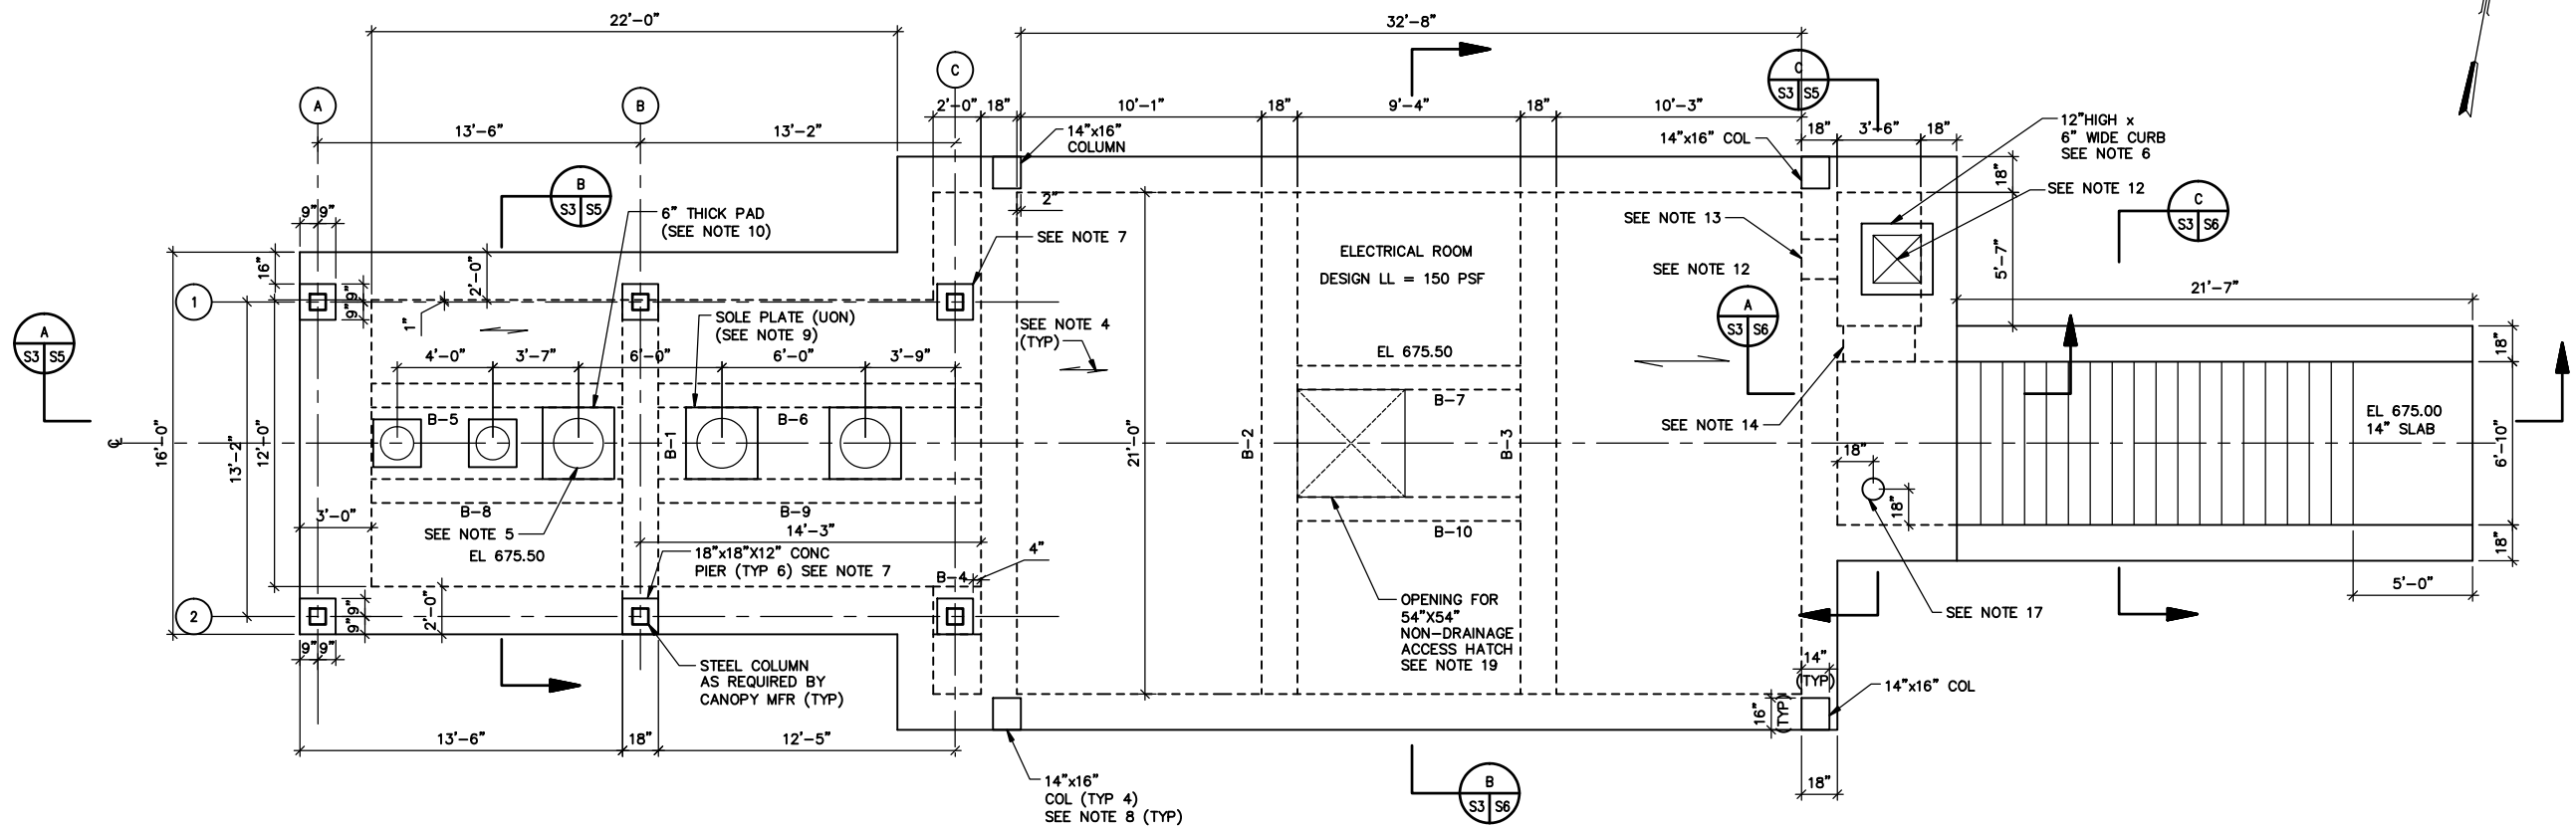 22'-0"
32'-8"
C
A
B
13'-6"
13'-2"
2'-0"
18"
10'-1"
18"
9'-4"
18"
10'-3"
C
S3 S5
18"
3'-6"
18"
14"x16"
COLUMN
14"x16" COL
12"HIGH x
6" WIDE CURB
SEE NOTE 6
18"
SEE NOTE 12
B
S3 S5
9" 9"
6" THICK PAD
(SEE NOTE 10)
2"
SEE NOTE 7
SEE NOTE 13
C
S3 S6
ELECTRICAL ROOM
DESIGN LL = 150 PSF
SEE NOTE 12
5'-7"
16"
2'-0"
21'-7"
1
9"
9"
1"
SOLE PLATE (UON)
(SEE NOTE 9)
SEE NOTE 4
(TYP)
A
S3 S6
A
S3 S5
4'-0"
3'-7"
6'-0"
6'-0"
3'-9"
EL 675.50
18"
B-5
B-6
B-7
B-1
B-2
B-3
SEE NOTE 14
EL 675.00
14" SLAB
℄
16'-0"
13'-2"
12'-0"
21'-0"
18"
6'-10"
3'-0"
B-8
B-9
SEE NOTE 5
14'-3"
B-10
18"
EL 675.50
18"x18"X12" CONC
PIER (TYP 6) SEE NOTE 7
4"
B-4
18"
5'-0"
2
9"
9"
2'-0"
OPENING FOR
54"X54"
NON-DRAINAGE
ACCESS HATCH
SEE NOTE 19
SEE NOTE 17
9" 9"
STEEL COLUMN
AS REQUIRED BY
CANOPY MFR (TYP)
14"
(TYP)
14"x16" COL
16"
(TYP)
13'-6"
18"
12'-5"
14"x16"
COL (TYP 4)
SEE NOTE 8 (TYP)
B
S3 S6
18"